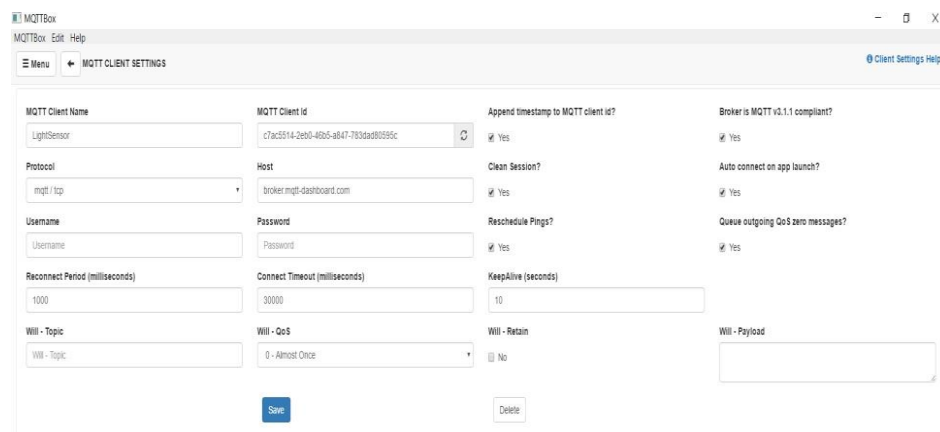 MQTTBox
MQTTBox Edit Help
Menu MQTT CLIENT SETTINGS Client Settings Help
MQTT Client Name MQTT Client Id Append timestamp to MQTT client id? Broker is MQTT v3.1.1 compliant?
LightSensor c7ac5514-2eb0-46b5-a847-783dad80595c Yes Yes
Protocol Host Clean Session? Auto connect on app launch?
mqtt / tcp broker.mqtt-dashboard.com Yes Yes
Username Password Reschedule Pings? Queue outgoing QoS zero messages?
Username Password Yes Yes
Reconnect Period (milliseconds) Connect Timeout (milliseconds) KeepAlive (seconds)
1000 30000 10
Will - Topic Will - QoS Will - Retain Will - Payload
Will - Topic 0 - Almost Once No
Save Delete